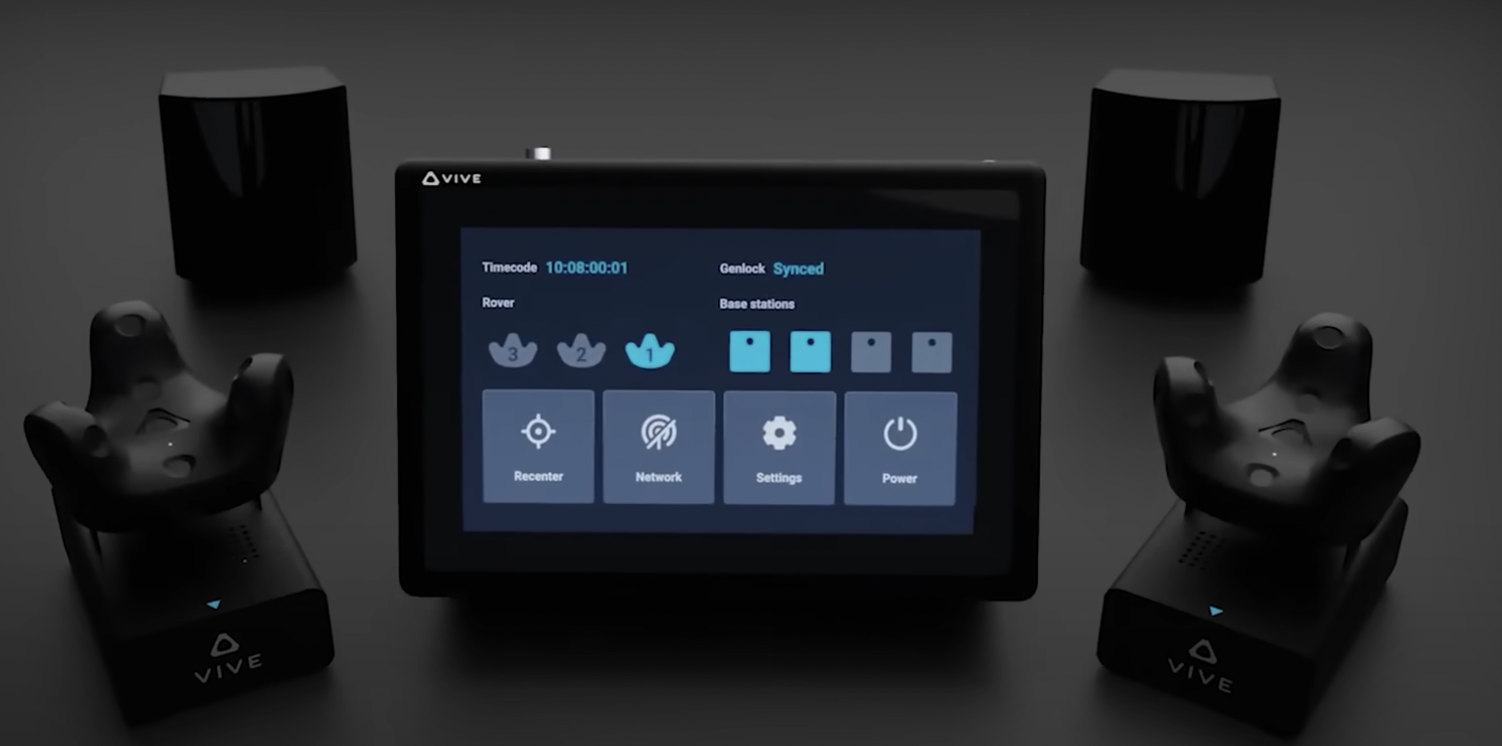 VIVE
Timecode 10:08:00:01 Genlock Synced
Rover Base stations
3 2 1
Recenter Network Settings Power
VIVE
VIVE